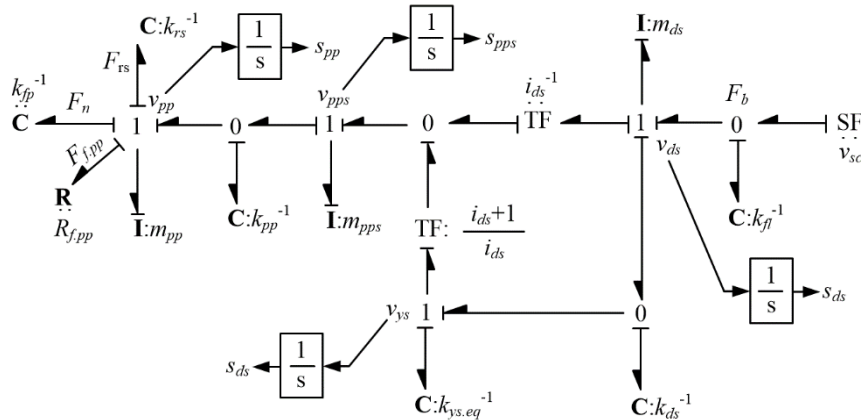 C:k_rs^-1
I:m_ds
1/s s_pp
1/s s_pps
F_rs
k_fp^-1
v_pp
v_pps
i_ds^-1
F_b
C F_n 1 0 1 0 TF 1 0 SF
v_ds
F_f.pp
R
R_f.pp
I:m_pp
C:k_pp^-1
I:m_pps
TF: (i_ds+1)/i_ds
C:k_fl^-1
1/s s_ds
v_ys 1 0
s_ds 1/s
C:k_ys.eq^-1
C:k_ds^-1